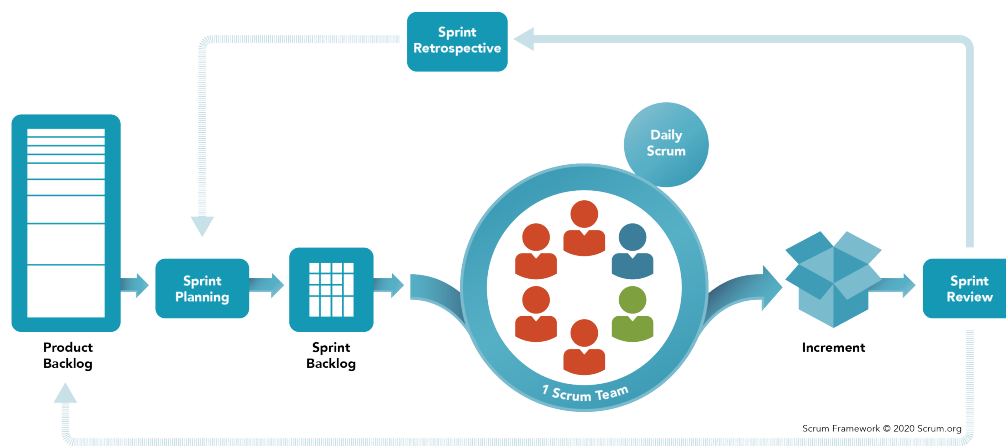 Sprint
Retrospective
Daily
Scrum
Sprint
Planning
Sprint
Review
Product
Backlog
Sprint
Backlog
1 Scrum Team
Increment
Scrum Framework © 2020 Scrum.org